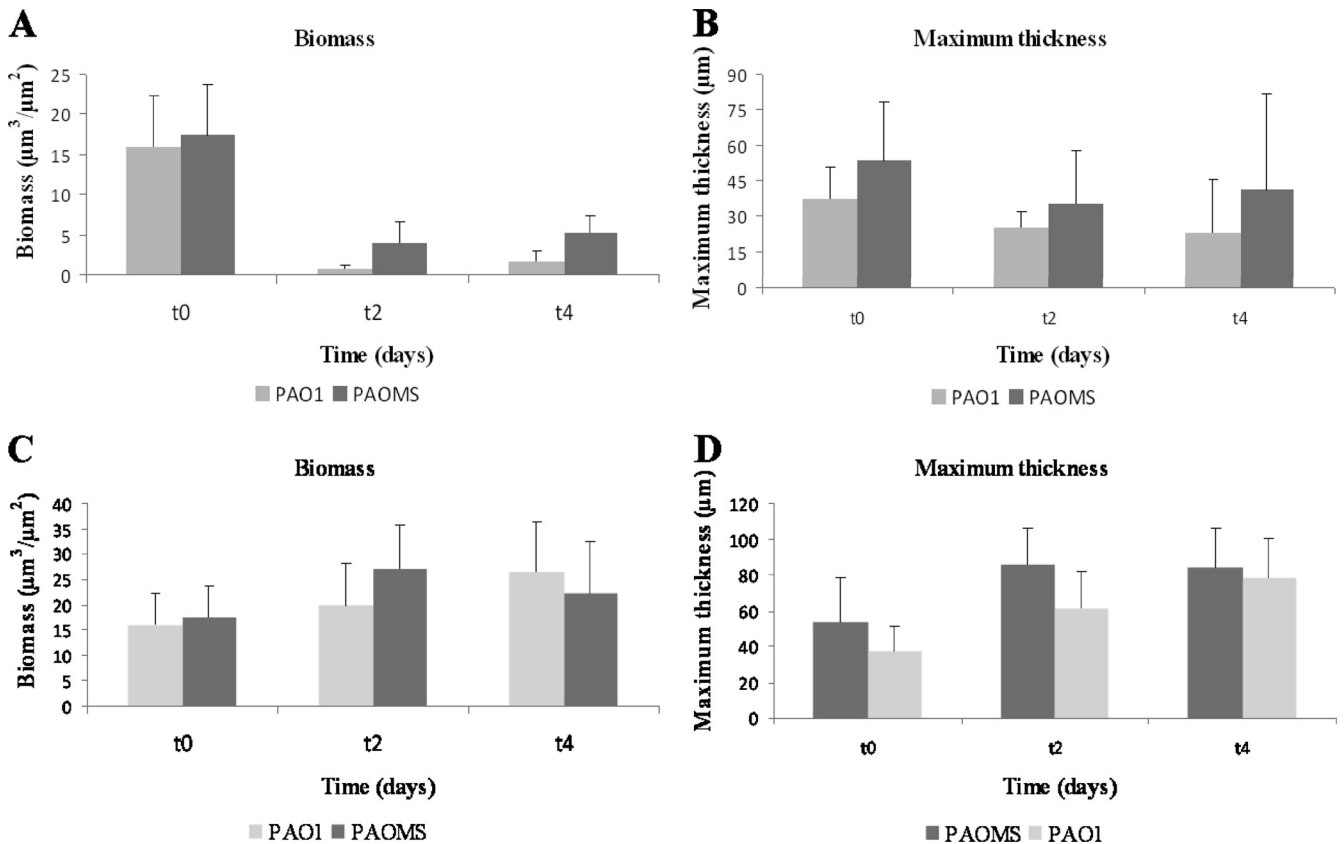 A
Biomass
Biomass (µm³/µm²)
25
20
15
10
5
0
t0 t2 t4
Time (days)
PAO1 PAOMS
B
Maximum thickness
Maximum thickness (µm)
90
75
60
45
30
15
0
t0 t2 t4
Time (days)
PAO1 PAOMS
C
Biomass
Biomass (µm³/µm²)
40
35
30
25
20
15
10
5
0
t0 t2 t4
Time (days)
PAO1 PAOMS
D
Maximum thickness
Maximum thickness (µm)
120
100
80
60
40
20
0
t0 t2 t4
Time (days)
PAOMS PAO1